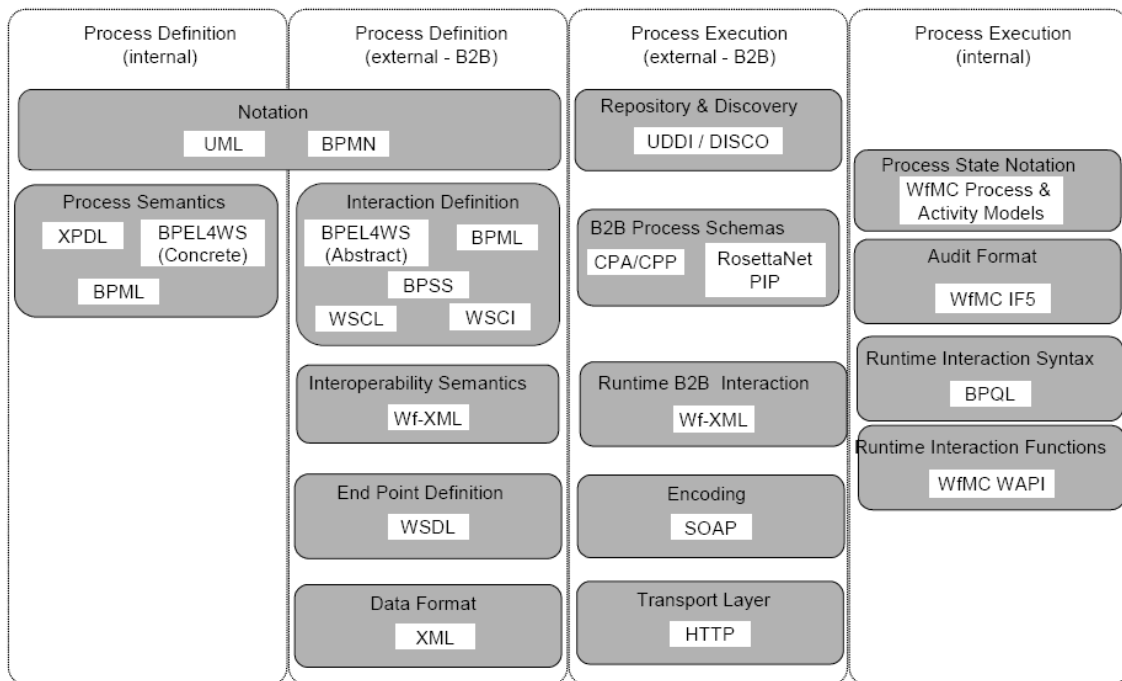 Process Definition
(internal)
Process Definition
(external - B2B)
Process Execution
(external - B2B)
Process Execution
(internal)
Notation
UML
BPMN
Process Semantics
XPDL
BPEL4WS
(Concrete)
BPML
Interaction Definition
BPEL4WS
(Abstract)
BPML
BPSS
WSCL
WSCI
Interoperability Semantics
Wf-XML
End Point Definition
WSDL
Data Format
XML
Repository & Discovery
UDDI / DISCO
B2B Process Schemas
CPA/CPP
RosettaNet
PIP
Runtime B2B Interaction
Wf-XML
Encoding
SOAP
Transport Layer
HTTP
Process State Notation
WfMC Process &
Activity Models
Audit Format
WfMC IF5
Runtime Interaction Syntax
BPQL
Runtime Interaction Functions
WfMC WAPI